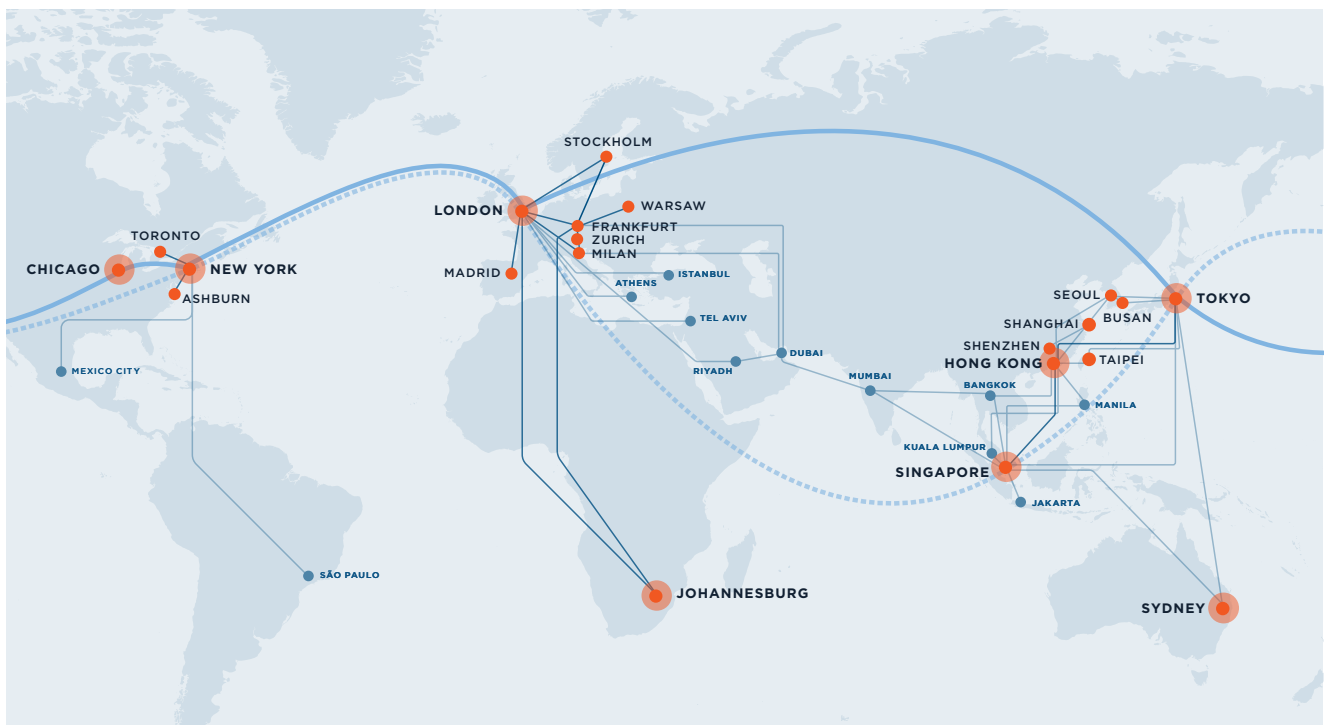 STOCKHOLM
WARSAW
LONDON
FRANKFURT
TORONTO
ZURICH
MILAN
CHICAGO
NEW YORK
MADRID
ISTANBUL
ATHENS
ASHBURN
SEOUL
TOKYO
BUSAN
TEL AVIV
SHANGHAI
SHENZHEN
DUBAI
HONG KONG
TAIPEI
MEXICO CITY
RIYADH
MUMBAI
BANGKOK
MANILA
KUALA LUMPUR
SINGAPORE
JAKARTA
SÃO PAULO
JOHANNESBURG
SYDNEY